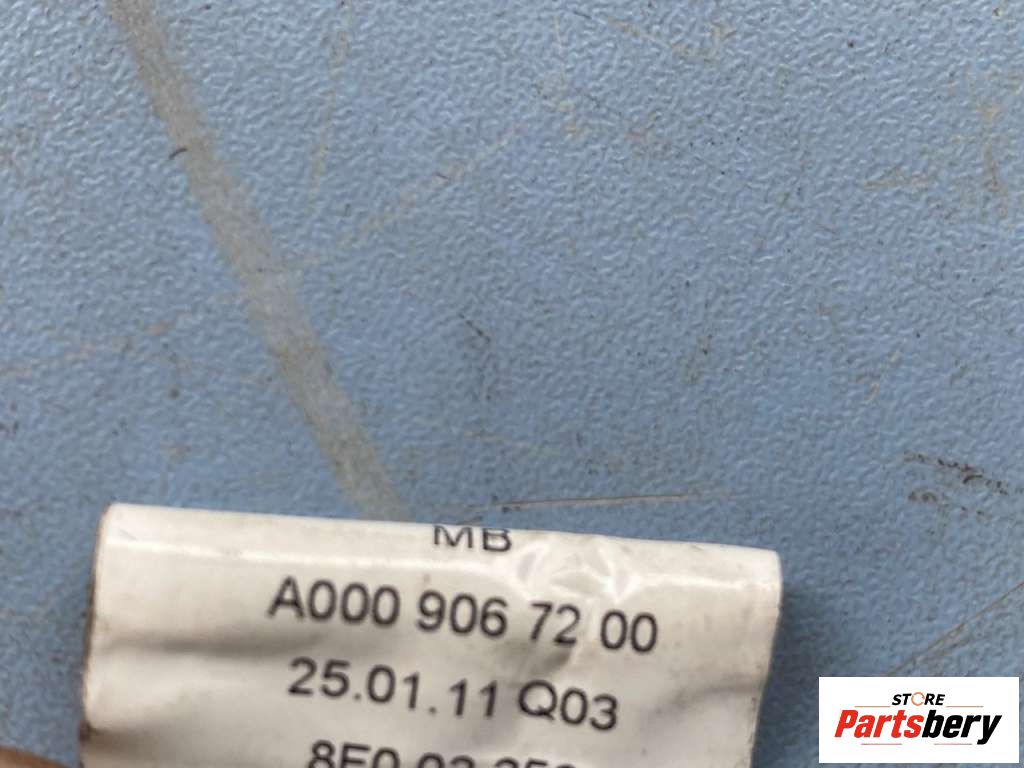 MB
A000 906 72 00
25.01.11 Q03
STORE
Partsbery